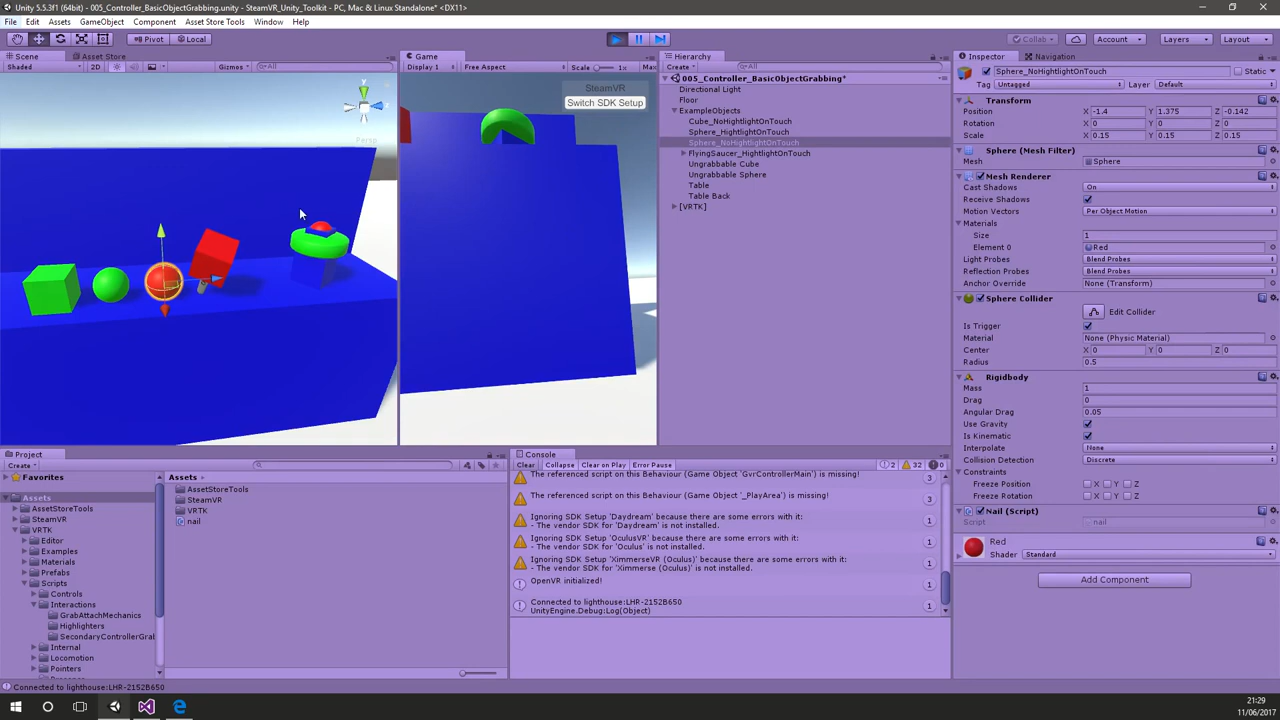 Unity 5.5.3f1 (64bit) - 005_Controller_BasicObjectGrabbing.unity - SteamVR_Unity_Toolkit - PC, Mac & Linux Standalone* <DX11>
File Edit Assets GameObject Component Asset Store Tools Window Help
Pivot Local Collab Account Layers Layout
Scene Asset Store Game Hierarchy Inspector Navigation
Shaded 2D Gizmos All Display 1 Free Aspect Scale 1x Create All
Sphere_NoHightlightOnTouch Static
Tag Untagged Layer Default
SteamVR
Switch SDK Setup
Y
Persp
005_Controller_BasicObjectGrabbing*
Directional Light
Floor
ExampleObjects
Cube_NoHightlightOnTouch
Sphere_HightlightOnTouch
Sphere_NoHightlightOnTouch
FlyingSaucer_HightlightOnTouch
Ungrabbable Cube
Ungrabbable Sphere
Table
Table Back
[VRTK]
Transform
Position X -1.4 Y 1.375 Z -0.142
Rotation X 0 Y 0 Z 0
Scale X 0.15 Y 0.15 Z 0.15
Sphere (Mesh Filter)
Mesh Sphere
Mesh Renderer
Cast Shadows On
Receive Shadows
Motion Vectors Per Object Motion
Materials
Size 1
Element 0 Red
Light Probes Blend Probes
Reflection Probes Blend Probes
Anchor Override None (Transform)
Sphere Collider
Edit Collider
Is Trigger
Material None (Physic Material)
Center X 0 Y 0 Z 0
Radius 0.5
Rigidbody
Mass 1
Drag 0
Angular Drag 0.05
Use Gravity
Is Kinematic
Interpolate None
Collision Detection Discrete
Constraints
Freeze Position X Y Z
Freeze Rotation X Y Z
Nail (Script)
Script nail
Red
Shader Standard
Add Component
Project
Create
Favorites
Assets
AssetStoreTools
SteamVR
VRTK
Editor
Examples
Materials
Prefabs
Scripts
Controls
Interactions
GrabAttachMechanics
Highlighters
SecondaryControllerGral
Internal
Locomotion
Pointers
Assets
AssetStoreTools
SteamVR
VRTK
nail
Console
Clear Collapse Clear on Play Error Pause 2 32 0
The referenced script on this Behaviour (Game Object 'GvrControllerMain') is missing! 3
The referenced script on this Behaviour (Game Object '_PlayArea') is missing! 3
Ignoring SDK Setup 'Daydream' because there are some errors with it:
- The vendor SDK for 'Daydream' is not installed. 1
Ignoring SDK Setup 'OculusVR' because there are some errors with it:
- The vendor SDK for 'Oculus' is not installed. 1
Ignoring SDK Setup 'XimmerseVR (Oculus)' because there are some errors with it:
- The vendor SDK for 'Ximmerse (Oculus)' is not installed. 1
OpenVR initialized! 1
Connected to lighthouse:LHR-2152B650
UnityEngine.Debug:Log(Object) 1
Connected to lighthouse:LHR-2152B650
21:29
11/06/2017